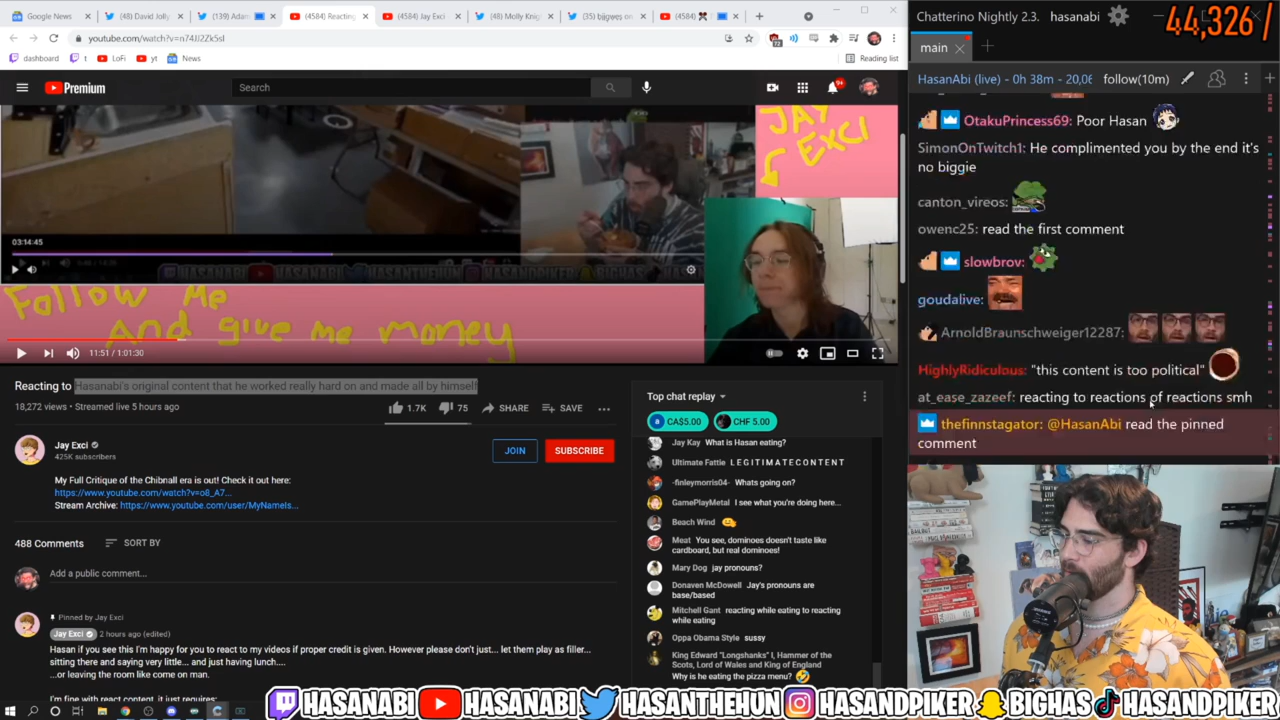 Google News
(48) David Jolly
(139) Adam
(4584) Reacting
(4584) Jay Exci
(48) Molly Knig
(4584)
youtube.com/watch?v=n74JJ2Zk5sI
72
dashboard
t
LoFi
yt
News
Reading list
Premium
Search
9+
JAY
EXCI
03:14:45
HASANABI
Follow Me
And give me money
11:51 / 1:01:30
Reacting to Hasanabi's original content that he worked really hard on and made all by himself
18,272 views • Streamed live 5 hours ago
1.7K
75
SHARE
SAVE
Jay Exci
425K subscribers
JOIN
SUBSCRIBE
My Full Critique of the Chibnall era is out! Check it out here:
https://www.youtube.com/watch?v=o8_A7...
Stream Archive: https://www.youtube.com/user/MyNameIs...
488 Comments
SORT BY
Add a public comment...
Pinned by Jay Exci
Jay Exci 2 hours ago (edited)
Hasan if you see this I'm happy for you to react to my videos if proper credit is given. However please don't just... let them play as filler...
sitting there and saying very little... and just having lunch....
..or leaving the room like come on man.
I'm fine with react content, it just requires:
Top chat replay
CA$5.00
CHF 5.00
Jay Kay What is Hasan eating?
Ultimate Fattie L E G I T I M A T E C O N T E N T
-finleymorris04- Whats going on?
GamePlayMetal I see what you're doing here...
Beach Wind
Meat You see, dominoes doesn't taste like
cardboard, but real dominoes!
Mary Dog jay pronouns?
Donaven McDowell Jay's pronouns are
base/based
Mitchell Gant reacting while eating to reacting
while eating
Oppa Obama Style sussy
King Edward "Longshanks" I, Hammer of the
Scots, Lord of Wales and King of England
Why is he eating the pizza menu?
Chatterino Nightly 2.3. hasanabi
44,326 /
main
HasanAbi (live) - 0h 38m - 20,06 follow(10m)
OtakuPrincess69: Poor Hasan
SimonOnTwitch1: He complimented you by the end it's
no biggie
canton_vireos:
owenc25: read the first comment
slowbrov:
goudalive:
ArnoldBraunschweiger12287:
HighlyRidiculous: "this content is too political"
at_ease_zazeef: reacting to reactions of reactions smh
thefinnstagator: @HasanAbi read the pinned
comment
HASANABI HASANABI HASANTHEHUN HASANDPIKER BIGHAS HASANDPIKER